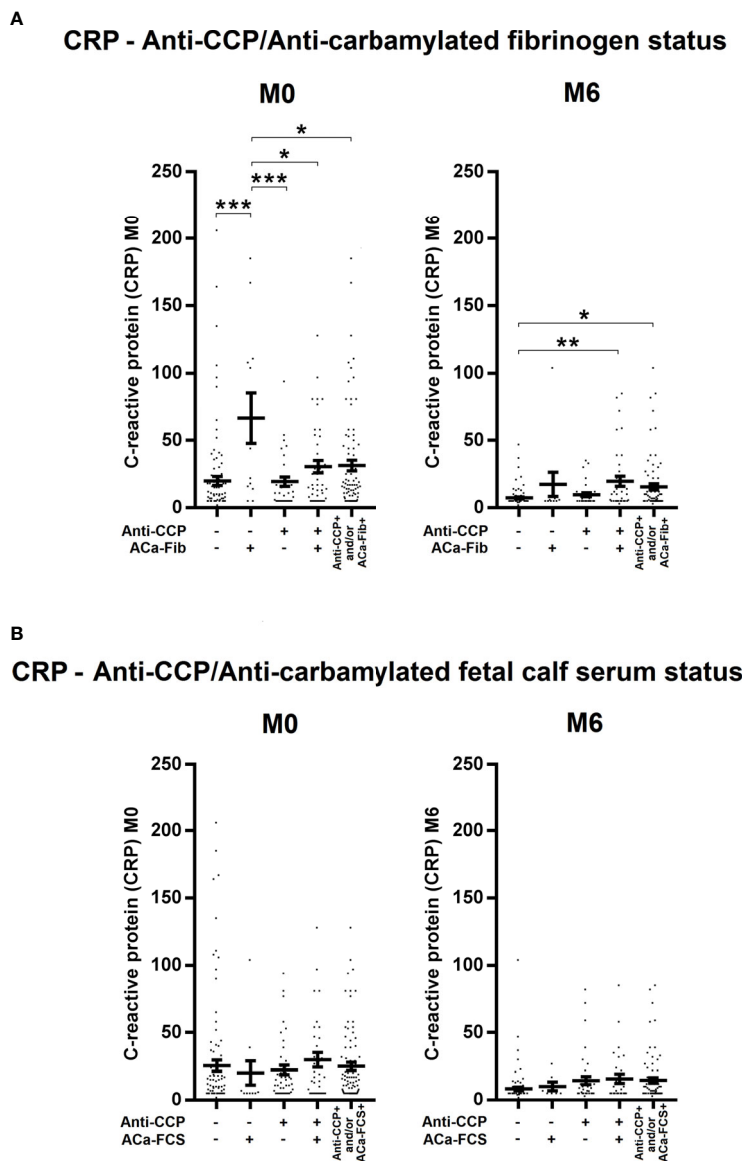 A
CRP - Anti-CCP/Anti-carbamylated fibrinogen status
M0
C-reactive protein (CRP) M0
250
200
150
100
50
0
***
***
*
*
Anti-CCP - - + + Anti-CCP+
and/or
ACa-Fib - + - + ACa-Fib+
M6
C-reactive protein (CRP) M6
250
200
150
100
50
0
**
*
Anti-CCP - - + + Anti-CCP+
and/or
ACa-Fib - + - + ACa-Fib+
B
CRP - Anti-CCP/Anti-carbamylated fetal calf serum status
M0
C-reactive protein (CRP) M0
250
200
150
100
50
0
Anti-CCP - - + + Anti-CCP+
and/or
ACa-FCS - + - + ACa-FCS+
M6
C-reactive protein (CRP) M6
250
200
150
100
50
0
Anti-CCP - - + + Anti-CCP+
and/or
ACa-FCS - + - + ACa-FCS+